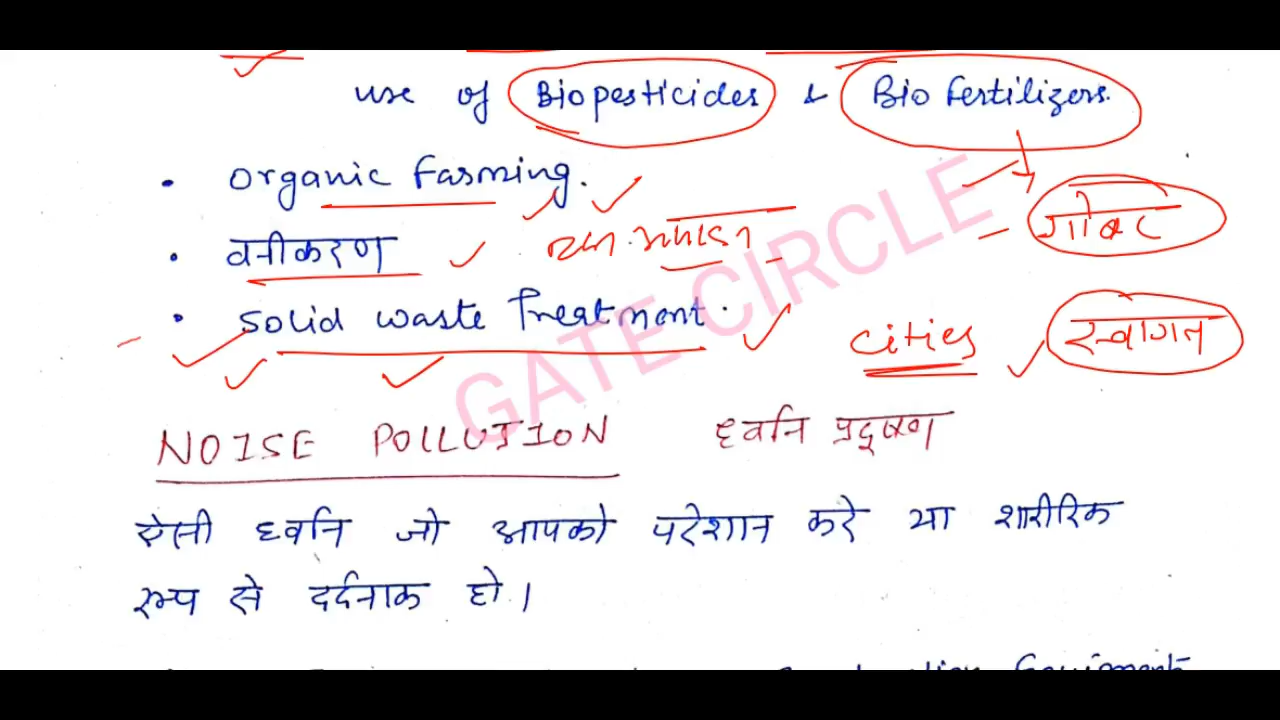 use of Biopesticides & Bio Fertilizers.
• Organic Farming.
गोबर
• वनीकरण
• Solid waste Treatment.
cities
स्वागत
GATE CIRCLE
NOISE POLLUTION ध्वनि प्रदूषण
ऐसी ध्वनि जो आपको परेशान करे या शारीरिक
रूप से दर्दनाक हो।
Equipments